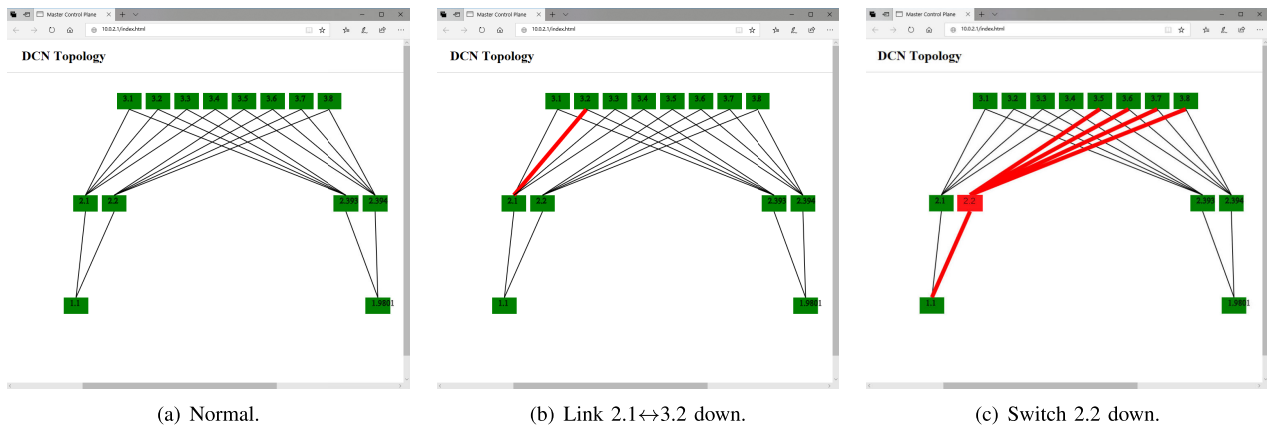 Master Control Plane
10.0.2.1/index.html
DCN Topology
3.1 3.2 3.3 3.4 3.5 3.6 3.7 3.8
2.1 2.2 2.393 2.394
1.1 1.9801
(a) Normal.
Master Control Plane
10.0.2.1/index.html
DCN Topology
3.1 3.2 3.3 3.4 3.5 3.6 3.7 3.8
2.1 2.2 2.393 2.394
1.1 1.9801
(b) Link 2.1↔3.2 down.
Master Control Plane
10.0.2.1/index.html
DCN Topology
3.1 3.2 3.3 3.4 3.5 3.6 3.7 3.8
2.1 2.2 2.393 2.394
1.1 1.9801
(c) Switch 2.2 down.